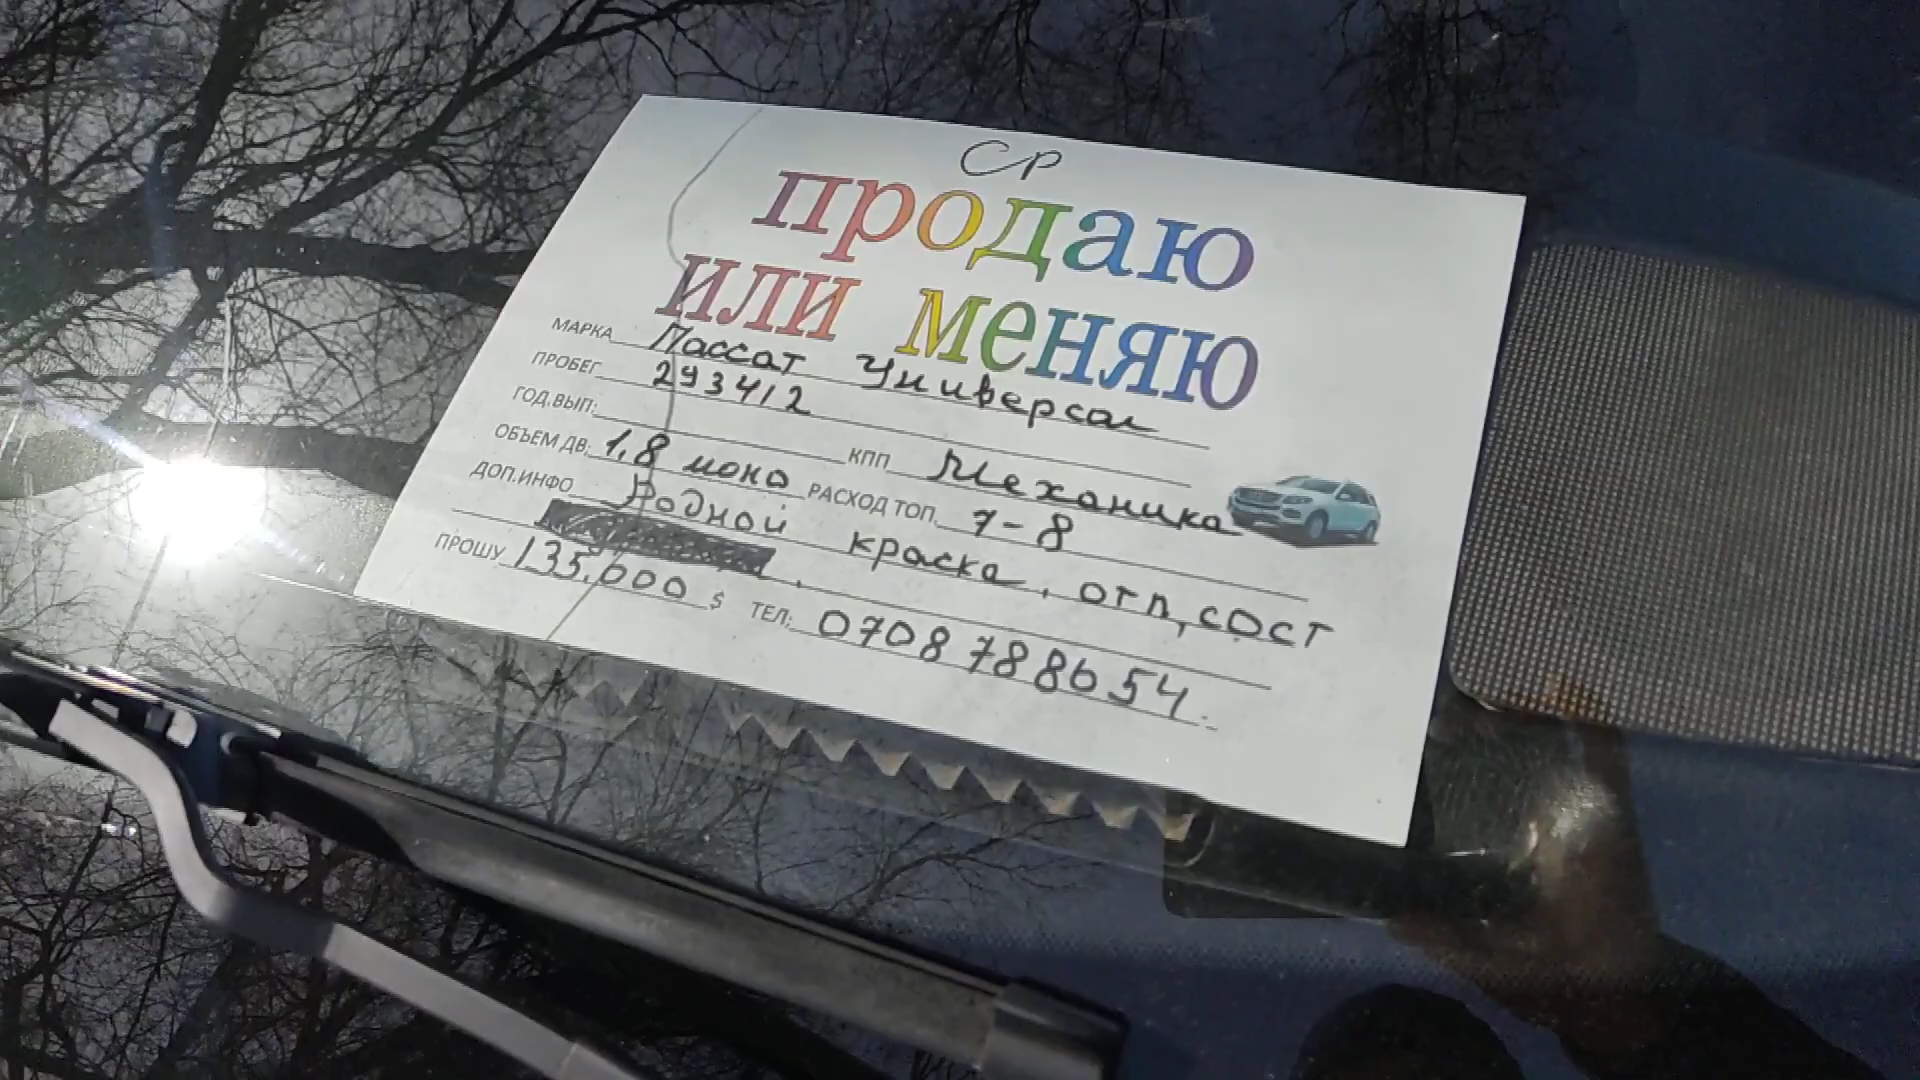 СР
продаю
или меняю
МАРКА Пассат Универсал
ПРОБЕГ 293412
ГОД.ВЫП: КПП Механика
ОБЪЕМ ДВ: 1,8 моно РАСХОД ТОП. 7-8
ДОП.ИНФО Родной краска, отл, сост
ПРОШУ 135.000 $ ТЕЛ: 0708 788654.